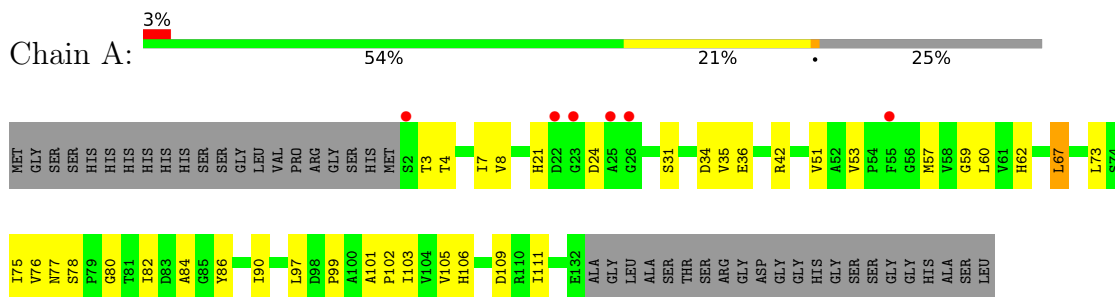 3%
Chain A:
54% 21% • 25%
MET GLY SER SER HIS HIS HIS HIS HIS HIS SER SER GLY LEU VAL PRO ARG GLY SER HIS MET S2 T3 T4 I7 V8 H21 D22 G23 D24 A25 G26 S31 D34 V35 E36 R42 V51 A52 V53 P54 F55 G56 M57 V58 G59 L60 V61 H62 L67 L73 S74
I75 V76 N77 S78 P79 G80 T81 I82 D83 A84 G85 Y86 I90 L97 D98 P99 A100 A101 P102 I103 V104 V105 H106 D109 R110 I111 E132 ALA GLY LEU ALA SER THR SER ARG GLY ASP GLY GLY HIS GLY SER SER GLY GLY HIS ALA SER LEU